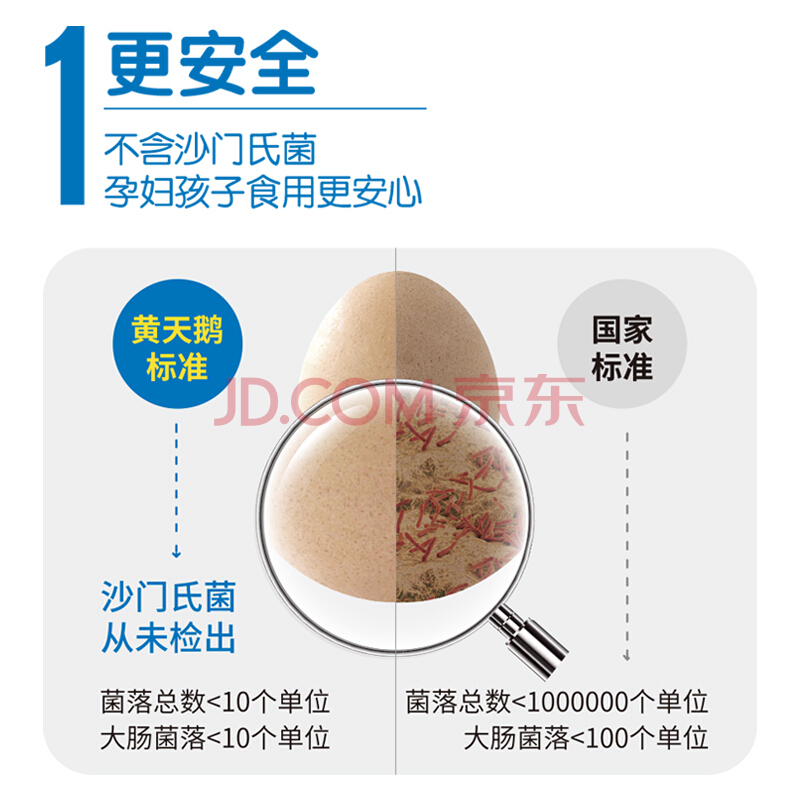 1
更安全
不含沙门氏菌
孕妇孩子食用更安心
黄天鹅
标准
国家
标准
JD.COM 京东
沙门氏菌
从未检出
菌落总数<10个单位
大肠菌落<10个单位
菌落总数<1000000个单位
大肠菌落<100个单位